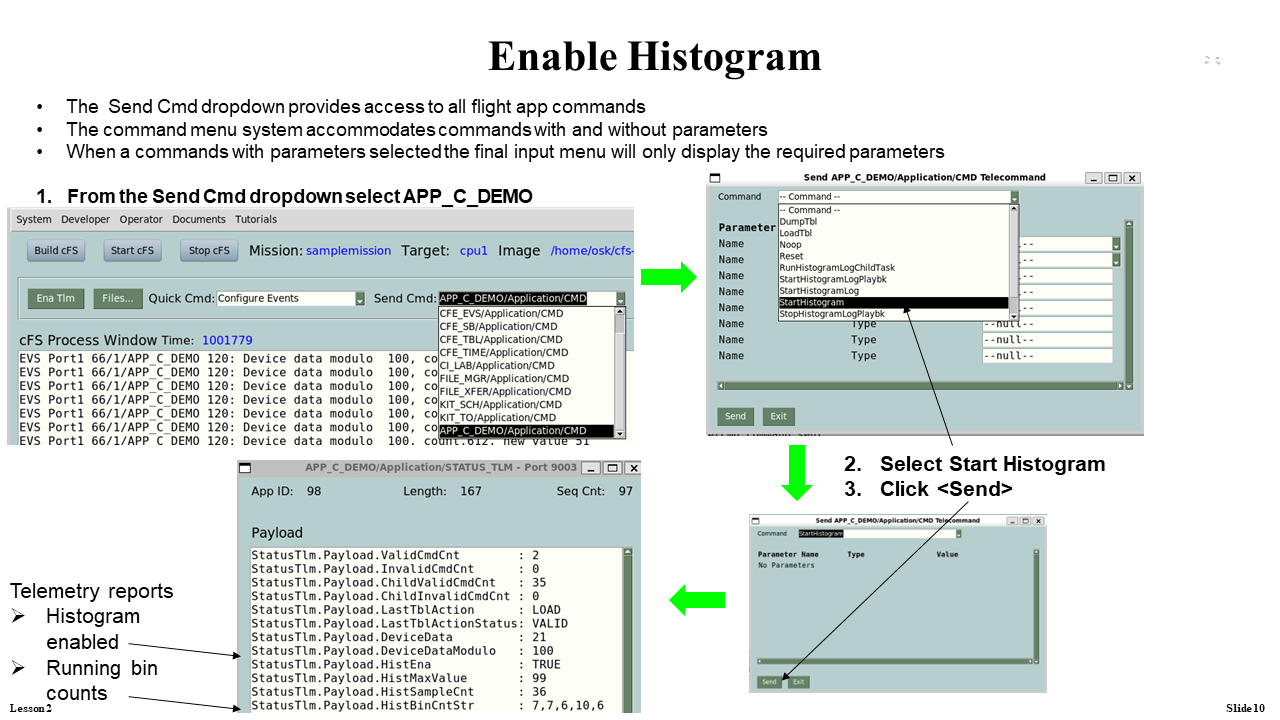 Enable Histogram
• The Send Cmd dropdown provides access to all flight app commands
• The command menu system accommodates commands with and without parameters
• When a commands with parameters selected the final input menu will only display the required parameters
1. From the Send Cmd dropdown select APP_C_DEMO
System Developer Operator Documents Tutorials
Build cFS Start cFS Stop cFS Mission: samplemission Target: cpu1 Image /home/osk/cfs-
Ena Tlm Files... Quick Cmd: Configure Events Send Cmd: APP_C_DEMO/Application/CMD
CFE_EVS/Application/CMD
CFE_SB/Application/CMD
CFE_TBL/Application/CMD
CFE_TIME/Application/CMD
CI_LAB/Application/CMD
FILE_MGR/Application/CMD
FILE_XFER/Application/CMD
KIT_SCH/Application/CMD
KIT_TO/Application/CMD
APP_C_DEMO/Application/CMD
cFS Process Window Time: 1001779
EVS Port1 66/1/APP_C_DEMO 120: Device data modulo 100, co
EVS Port1 66/1/APP_C_DEMO 120: Device data modulo 100, co
EVS Port1 66/1/APP_C_DEMO 120: Device data modulo 100, co
EVS Port1 66/1/APP_C_DEMO 120: Device data modulo 100, co
EVS Port1 66/1/APP_C_DEMO 120: Device data modulo 100, co
EVS Port1 66/1/APP_C_DEMO 120: Device data modulo 100, co
EVS Port1 66/1/APP_C_DEMO 120: Device data modulo 100. count.612. new value 51
Send APP_C_DEMO/Application/CMD Telecommand
Command -- Command --
-- Command --
DumpTbl
LoadTbl
Noop
Reset
RunHistogramLogChildTask
StartHistogramLogPlaybk
StartHistogramLog
StartHistogram
StopHistogramLogPlaybk
Parameter
Name --
Name --
Name
Name
Name
Name Type --null--
Name Type --null--
Name Type --null--
Send Exit
2. Select Start Histogram
3. Click <Send>
Send APP_C_DEMO/Application/CMD Telecommand
Command StartHistogram
Parameter Name Type Value
No Parameters
Send Exit
APP_C_DEMO/Application/STATUS_TLM - Port 9003
App ID: 98 Length: 167 Seq Cnt: 97
Payload
StatusTlm.Payload.ValidCmdCnt : 2
StatusTlm.Payload.InvalidCmdCnt : 0
StatusTlm.Payload.ChildValidCmdCnt : 35
StatusTlm.Payload.ChildInvalidCmdCnt : 0
StatusTlm.Payload.LastTblAction : LOAD
StatusTlm.Payload.LastTblActionStatus: VALID
StatusTlm.Payload.DeviceData : 21
StatusTlm.Payload.DeviceDataModulo : 100
StatusTlm.Payload.HistEna : TRUE
StatusTlm.Payload.HistMaxValue : 99
StatusTlm.Payload.HistSampleCnt : 36
StatusTlm.Payload.HistBinCntStr : 7,7,6,10,6
Telemetry reports
➢ Histogram
enabled
➢ Running bin
counts
Lesson 2
Slide 10